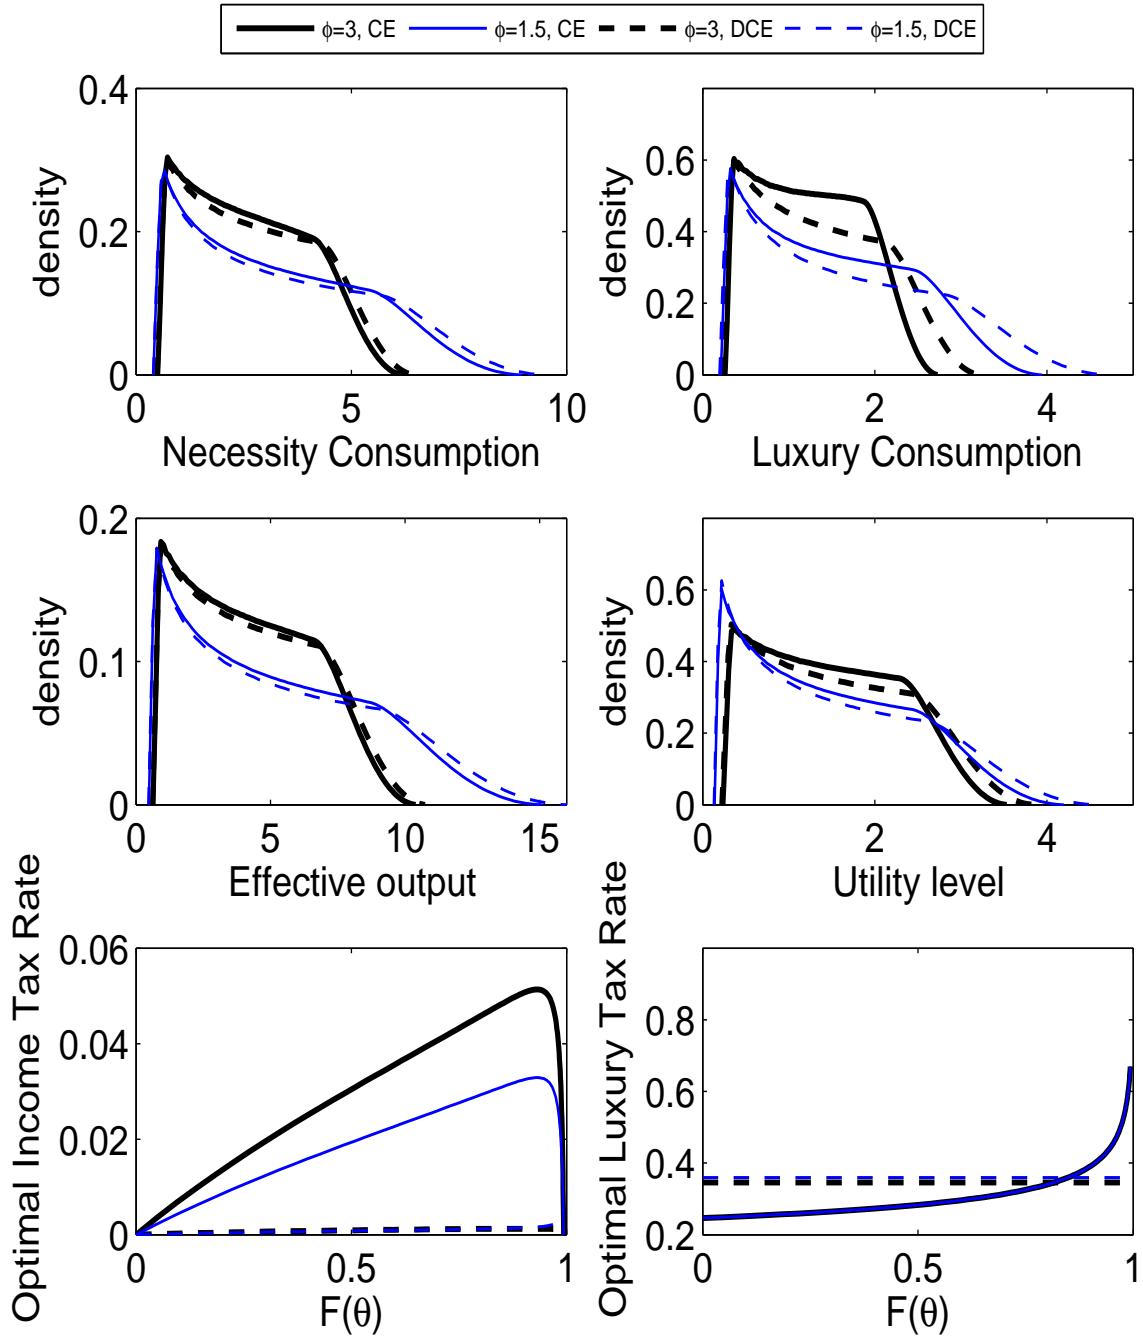 ϕ=3, CE ϕ=1.5, CE ϕ=3, DCE ϕ=1.5, DCE
0.4
0.2
0
density
0 5 10
Necessity Consumption
0.6
0.4
0.2
0
density
0 2 4
Luxury Consumption
0.2
0.1
0
density
0 5 10 15
Effective output
0.6
0.4
0.2
0
density
0 2 4
Utility level
0.06
0.04
0.02
0
Optimal Income Tax Rate
0 0.5 1
F(θ)
0.8
0.6
0.4
0.2
Optimal Luxury Tax Rate
0 0.5 1
F(θ)